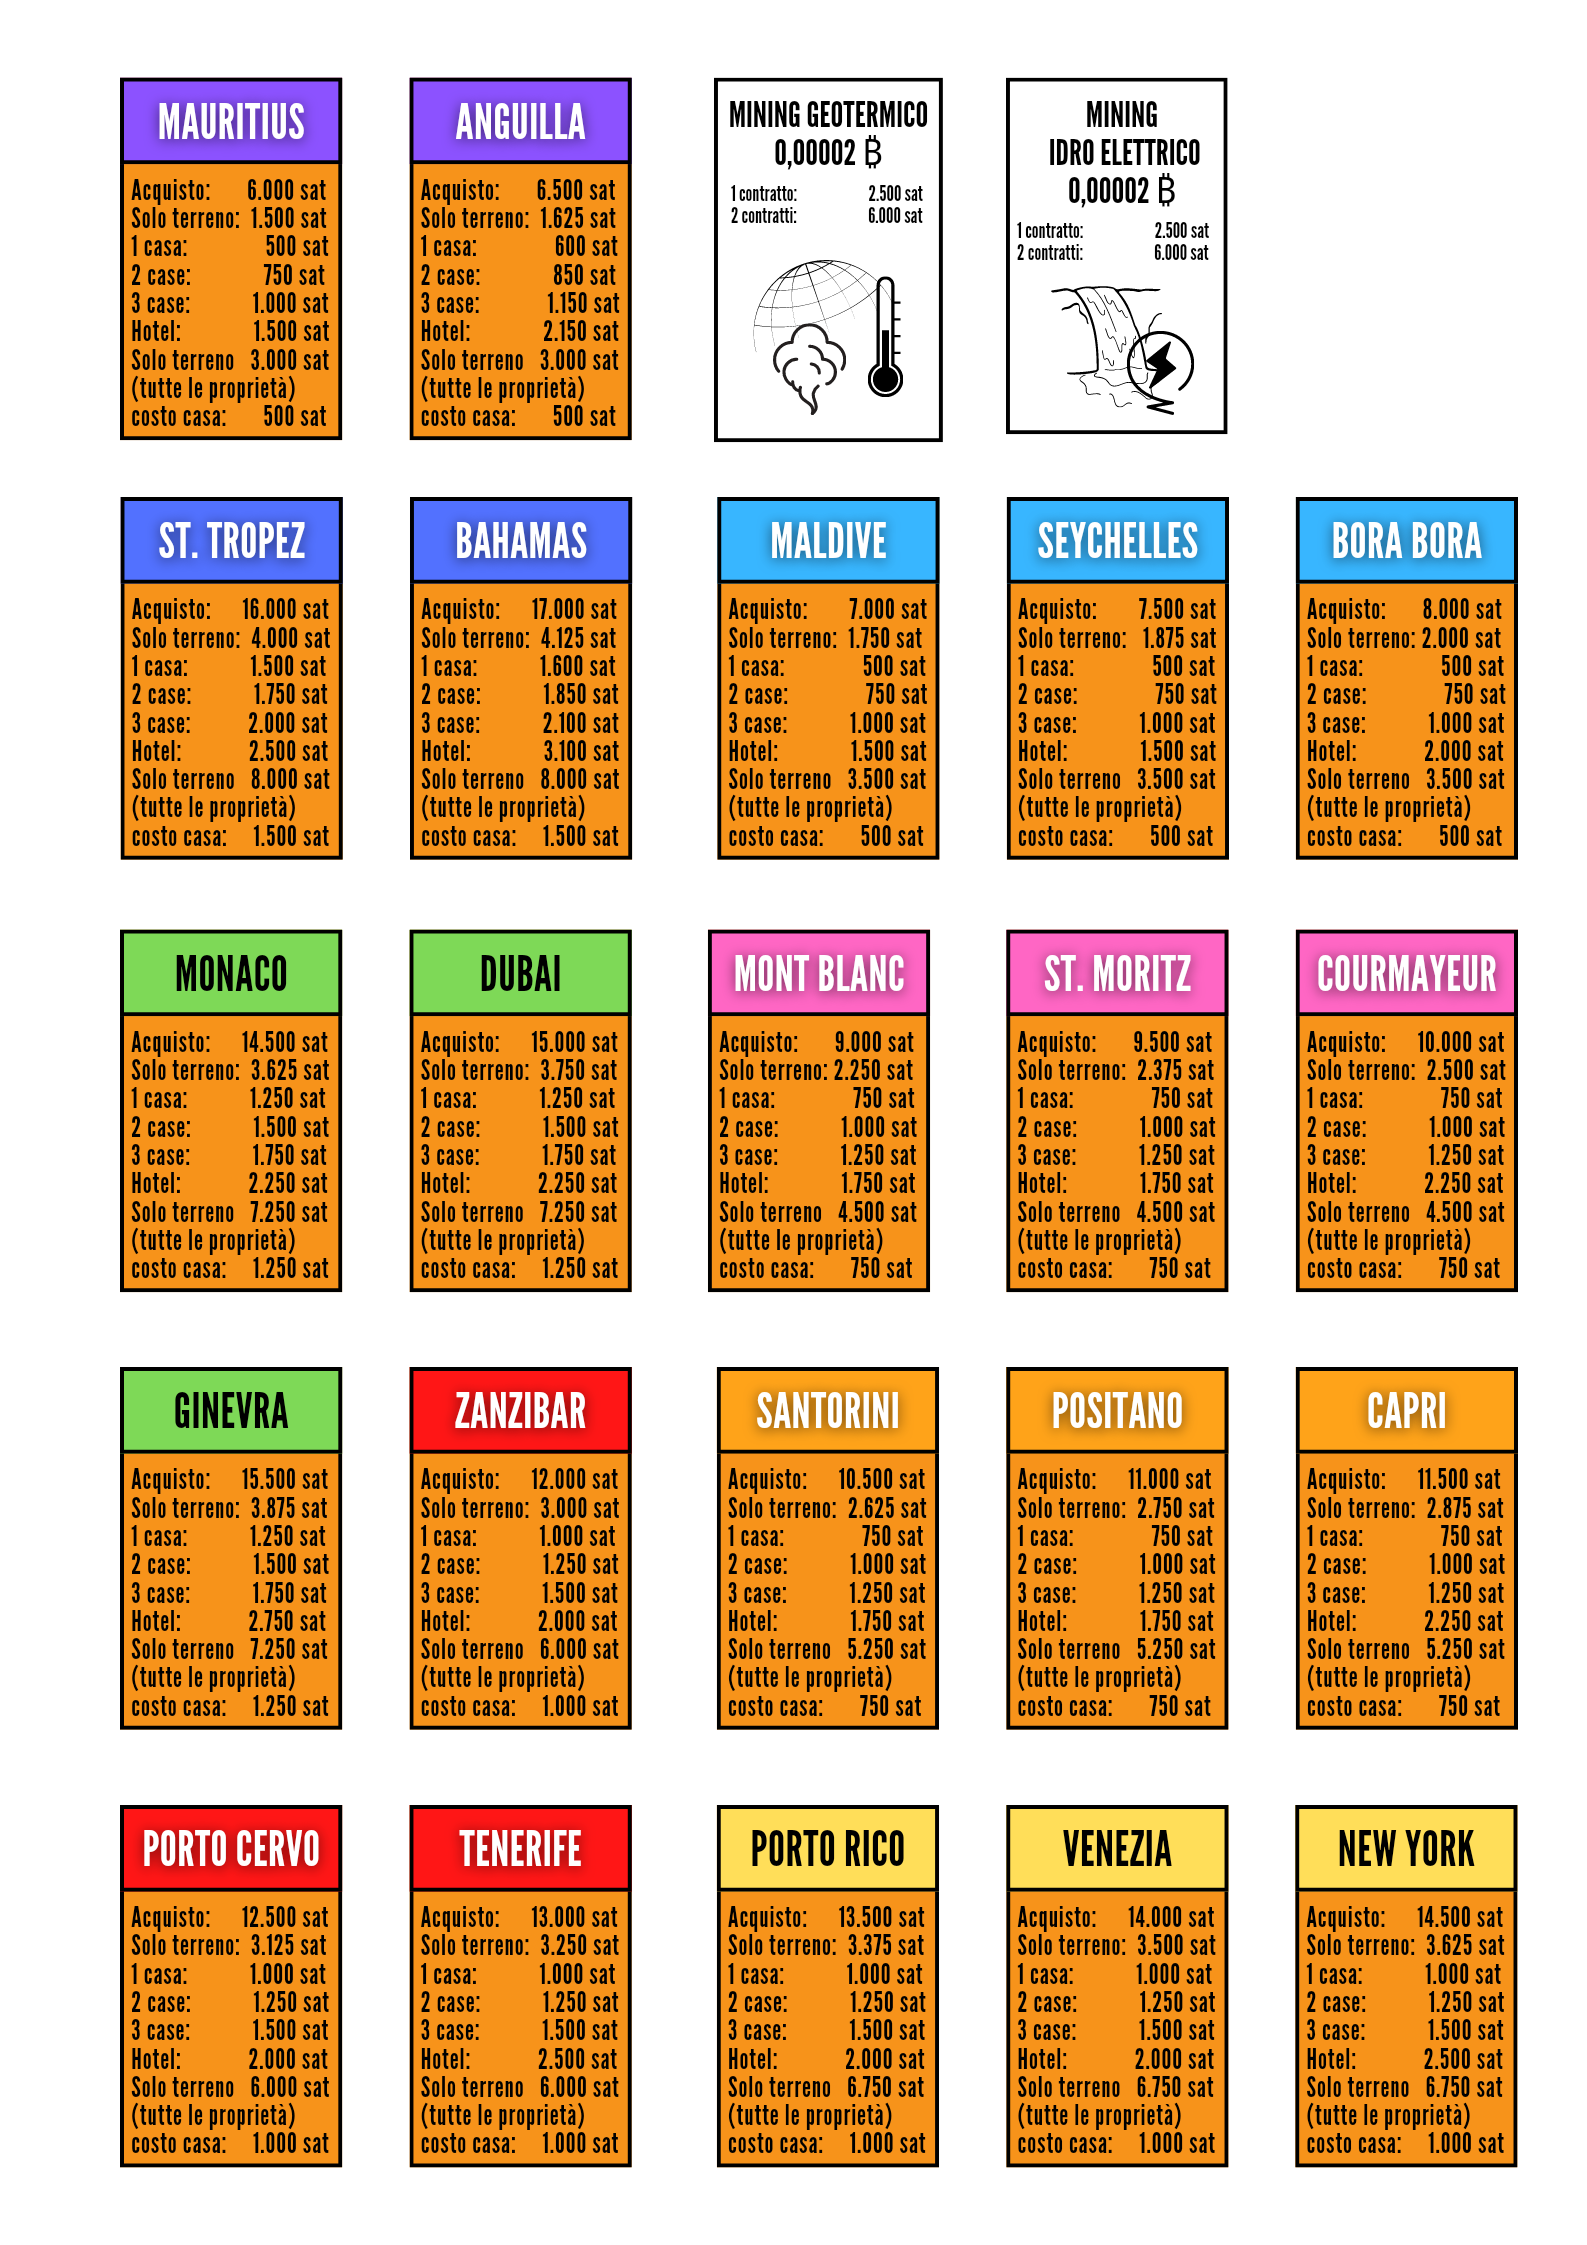 MAURITIUS
Acquisto: 6.000 sat
Solo terreno: 1.500 sat
1 casa: 500 sat
2 case: 750 sat
3 case: 1.000 sat
Hotel: 1.500 sat
Solo terreno 3.000 sat
(tutte le proprietà)
costo casa: 500 sat
ANGUILLA
Acquisto: 6.500 sat
Solo terreno: 1.625 sat
1 casa: 600 sat
2 case: 850 sat
3 case: 1.150 sat
Hotel: 2.150 sat
Solo terreno 3.000 sat
(tutte le proprietà)
costo casa: 500 sat
MINING GEOTERMICO
0,00002 ₿
1 contratto: 2.500 sat
2 contratti: 6.000 sat
MINING
IDRO ELETTRICO
0,00002 ₿
1 contratto: 2.500 sat
2 contratti: 6.000 sat
ST. TROPEZ
Acquisto: 16.000 sat
Solo terreno: 4.000 sat
1 casa: 1.500 sat
2 case: 1.750 sat
3 case: 2.000 sat
Hotel: 2.500 sat
Solo terreno 8.000 sat
(tutte le proprietà)
costo casa: 1.500 sat
BAHAMAS
Acquisto: 17.000 sat
Solo terreno: 4.125 sat
1 casa: 1.600 sat
2 case: 1.850 sat
3 case: 2.100 sat
Hotel: 3.100 sat
Solo terreno 8.000 sat
(tutte le proprietà)
costo casa: 1.500 sat
MALDIVE
Acquisto: 7.000 sat
Solo terreno: 1.750 sat
1 casa: 500 sat
2 case: 750 sat
3 case: 1.000 sat
Hotel: 1.500 sat
Solo terreno 3.500 sat
(tutte le proprietà)
costo casa: 500 sat
SEYCHELLES
Acquisto: 7.500 sat
Solo terreno: 1.875 sat
1 casa: 500 sat
2 case: 750 sat
3 case: 1.000 sat
Hotel: 1.500 sat
Solo terreno 3.500 sat
(tutte le proprietà)
costo casa: 500 sat
BORA BORA
Acquisto: 8.000 sat
Solo terreno: 2.000 sat
1 casa: 500 sat
2 case: 750 sat
3 case: 1.000 sat
Hotel: 2.000 sat
Solo terreno 3.500 sat
(tutte le proprietà)
costo casa: 500 sat
MONACO
Acquisto: 14.500 sat
Solo terreno: 3.625 sat
1 casa: 1.250 sat
2 case: 1.500 sat
3 case: 1.750 sat
Hotel: 2.250 sat
Solo terreno 7.250 sat
(tutte le proprietà)
costo casa: 1.250 sat
DUBAI
Acquisto: 15.000 sat
Solo terreno: 3.750 sat
1 casa: 1.250 sat
2 case: 1.500 sat
3 case: 1.750 sat
Hotel: 2.250 sat
Solo terreno 7.250 sat
(tutte le proprietà)
costo casa: 1.250 sat
MONT BLANC
Acquisto: 9.000 sat
Solo terreno: 2.250 sat
1 casa: 750 sat
2 case: 1.000 sat
3 case: 1.250 sat
Hotel: 1.750 sat
Solo terreno 4.500 sat
(tutte le proprietà)
costo casa: 750 sat
ST. MORITZ
Acquisto: 9.500 sat
Solo terreno: 2.375 sat
1 casa: 750 sat
2 case: 1.000 sat
3 case: 1.250 sat
Hotel: 1.750 sat
Solo terreno 4.500 sat
(tutte le proprietà)
costo casa: 750 sat
COURMAYEUR
Acquisto: 10.000 sat
Solo terreno: 2.500 sat
1 casa: 750 sat
2 case: 1.000 sat
3 case: 1.250 sat
Hotel: 2.250 sat
Solo terreno 4.500 sat
(tutte le proprietà)
costo casa: 750 sat
GINEVRA
Acquisto: 15.500 sat
Solo terreno: 3.875 sat
1 casa: 1.250 sat
2 case: 1.500 sat
3 case: 1.750 sat
Hotel: 2.750 sat
Solo terreno 7.250 sat
(tutte le proprietà)
costo casa: 1.250 sat
ZANZIBAR
Acquisto: 12.000 sat
Solo terreno: 3.000 sat
1 casa: 1.000 sat
2 case: 1.250 sat
3 case: 1.500 sat
Hotel: 2.000 sat
Solo terreno 6.000 sat
(tutte le proprietà)
costo casa: 1.000 sat
SANTORINI
Acquisto: 10.500 sat
Solo terreno: 2.625 sat
1 casa: 750 sat
2 case: 1.000 sat
3 case: 1.250 sat
Hotel: 1.750 sat
Solo terreno 5.250 sat
(tutte le proprietà)
costo casa: 750 sat
POSITANO
Acquisto: 11.000 sat
Solo terreno: 2.750 sat
1 casa: 750 sat
2 case: 1.000 sat
3 case: 1.250 sat
Hotel: 1.750 sat
Solo terreno 5.250 sat
(tutte le proprietà)
costo casa: 750 sat
CAPRI
Acquisto: 11.500 sat
Solo terreno: 2.875 sat
1 casa: 750 sat
2 case: 1.000 sat
3 case: 1.250 sat
Hotel: 2.250 sat
Solo terreno 5.250 sat
(tutte le proprietà)
costo casa: 750 sat
PORTO CERVO
Acquisto: 12.500 sat
Solo terreno: 3.125 sat
1 casa: 1.000 sat
2 case: 1.250 sat
3 case: 1.500 sat
Hotel: 2.000 sat
Solo terreno 6.000 sat
(tutte le proprietà)
costo casa: 1.000 sat
TENERIFE
Acquisto: 13.000 sat
Solo terreno: 3.250 sat
1 casa: 1.000 sat
2 case: 1.250 sat
3 case: 1.500 sat
Hotel: 2.500 sat
Solo terreno 6.000 sat
(tutte le proprietà)
costo casa: 1.000 sat
PORTO RICO
Acquisto: 13.500 sat
Solo terreno: 3.375 sat
1 casa: 1.000 sat
2 case: 1.250 sat
3 case: 1.500 sat
Hotel: 2.000 sat
Solo terreno 6.750 sat
(tutte le proprietà)
costo casa: 1.000 sat
VENEZIA
Acquisto: 14.000 sat
Solo terreno: 3.500 sat
1 casa: 1.000 sat
2 case: 1.250 sat
3 case: 1.500 sat
Hotel: 2.000 sat
Solo terreno 6.750 sat
(tutte le proprietà)
costo casa: 1.000 sat
NEW YORK
Acquisto: 14.500 sat
Solo terreno: 3.625 sat
1 casa: 1.000 sat
2 case: 1.250 sat
3 case: 1.500 sat
Hotel: 2.500 sat
Solo terreno 6.750 sat
(tutte le proprietà)
costo casa: 1.000 sat